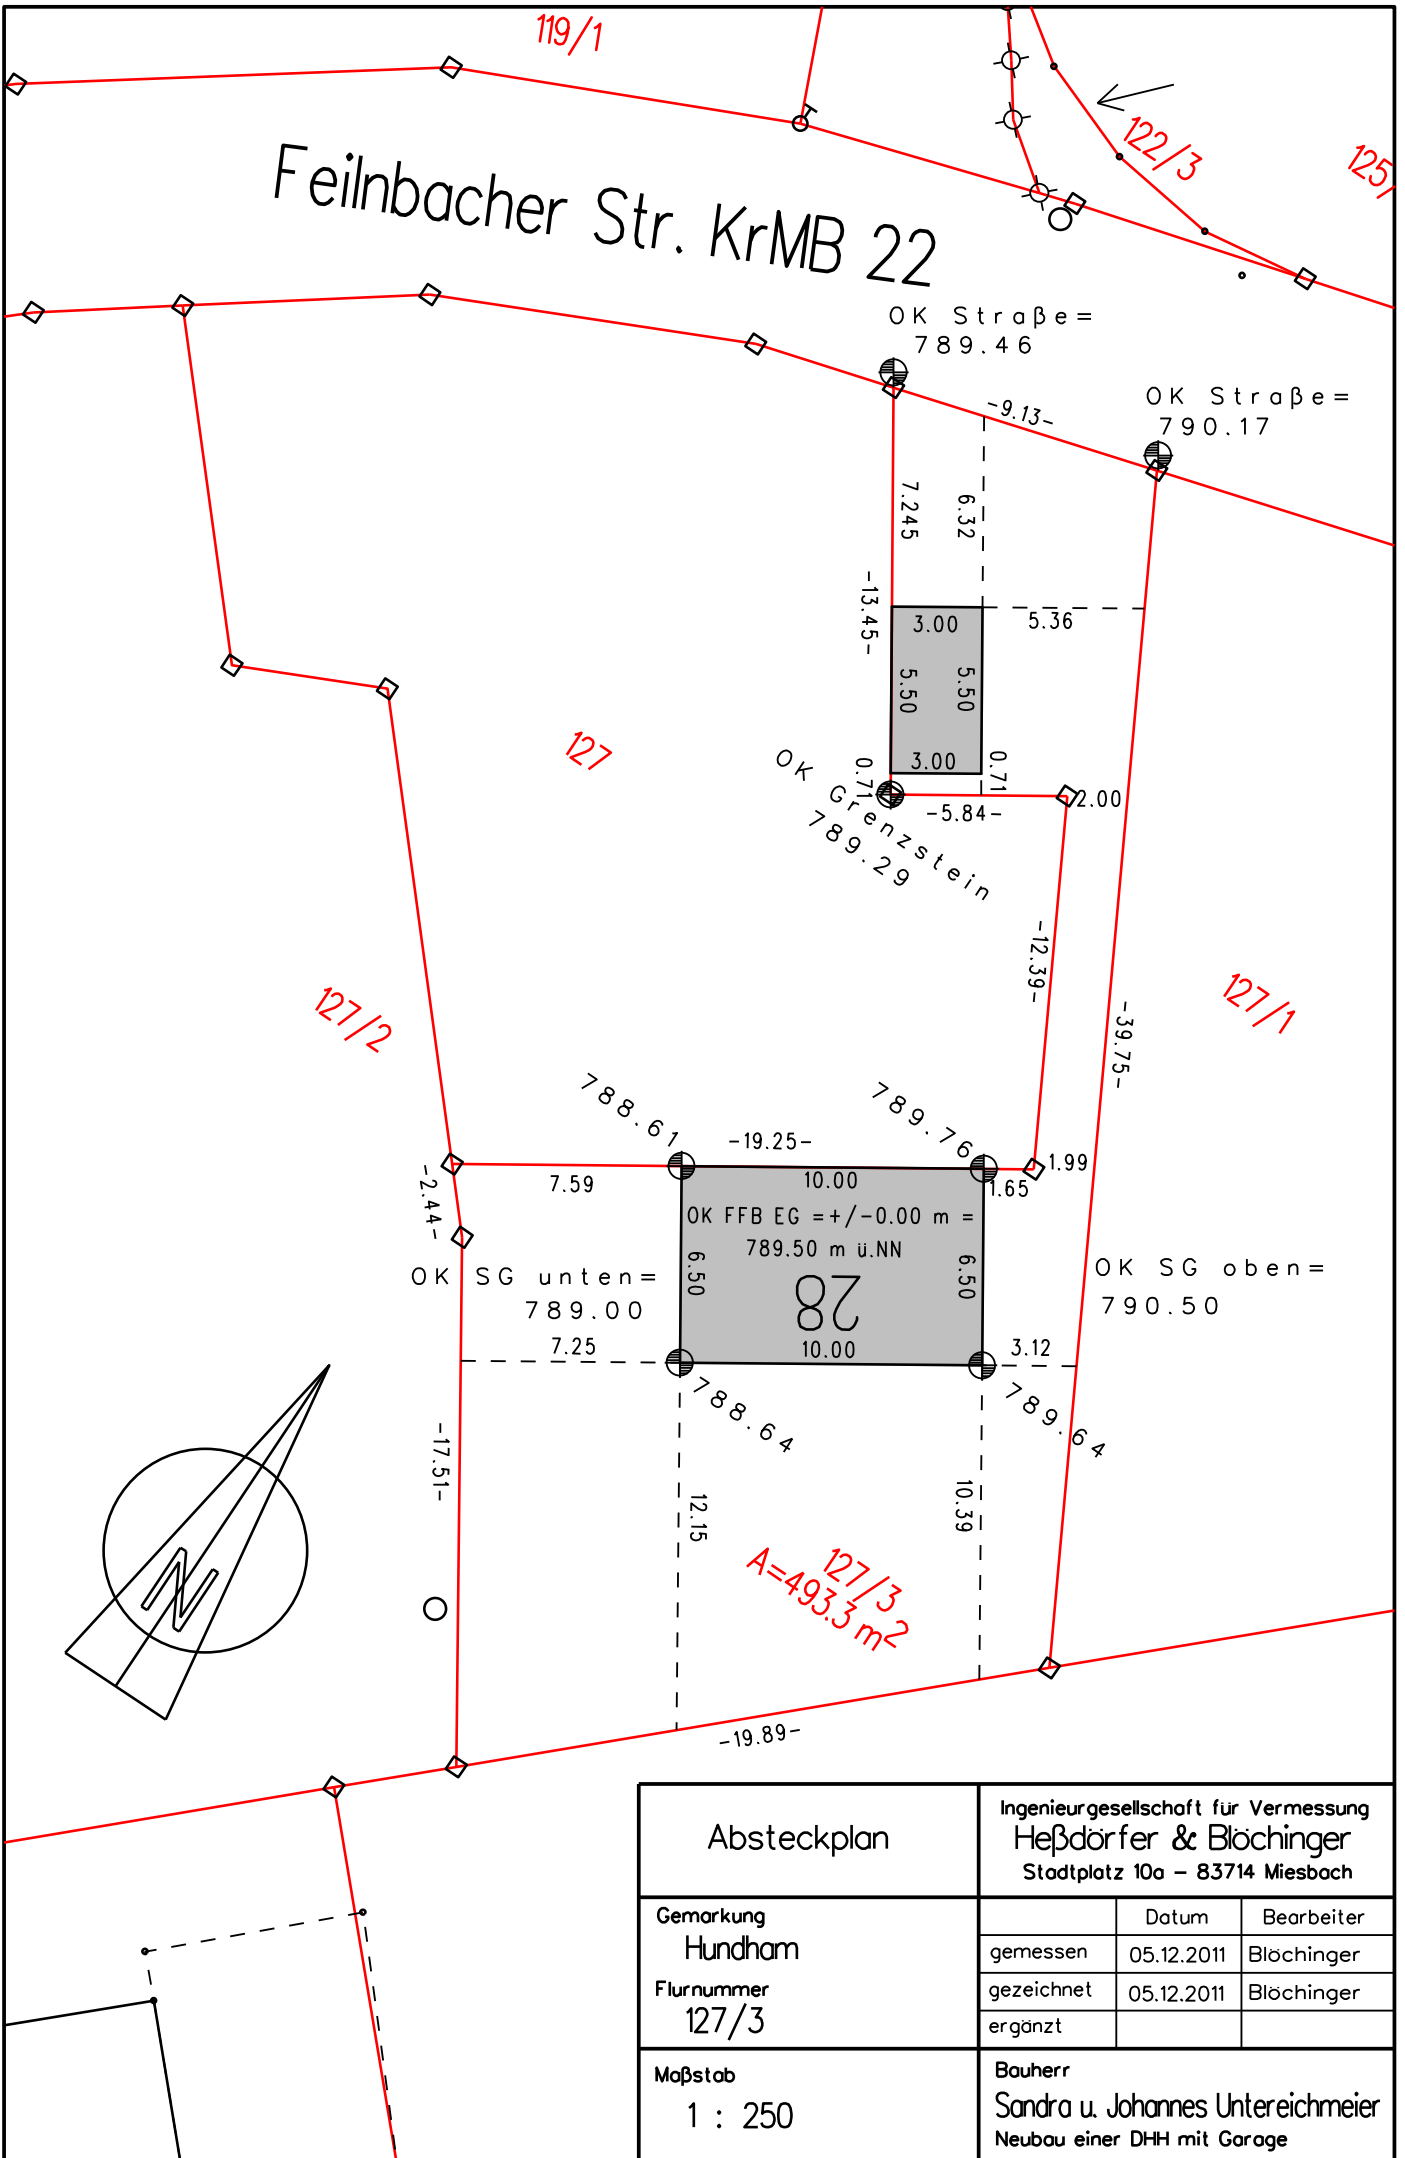 119/1
122/3
125/
Feilnbacher Str. KrMB 22
OK Straße=
789.46
OK Straße=
790.17
-9.13-
7.245
6.32
-13.45-
3.00
5.36
5.50
5.50
3.00
0.71
0.71
-5.84-
2.00
OK Grenzstein
789.29
127
-12.39-
-39.75-
127/2
127/1
788.61
789.76
-19.25-
1.99
7.59
10.00
1.65
-2.44-
OK FFB EG =+/-0.00 m =
789.50 m ü.NN
28
6.50
6.50
10.00
OK SG unten=
789.00
OK SG oben=
790.50
7.25
3.12
788.64
789.64
-17.51-
12.15
10.39
127/3
A=493.3 m2
N
-19.89-
Absteckplan
Ingenieurgesellschaft für Vermessung
Heßdörfer & Blöchinger
Stadtplatz 10a - 83714 Miesbach
Gemarkung
Hundham
Flurnummer
127/3
Datum Bearbeiter
gemessen 05.12.2011 Blöchinger
gezeichnet 05.12.2011 Blöchinger
ergänzt
Maßstab
1 : 250
Bauherr
Sandra u. Johannes Untereichmeier
Neubau einer DHH mit Garage